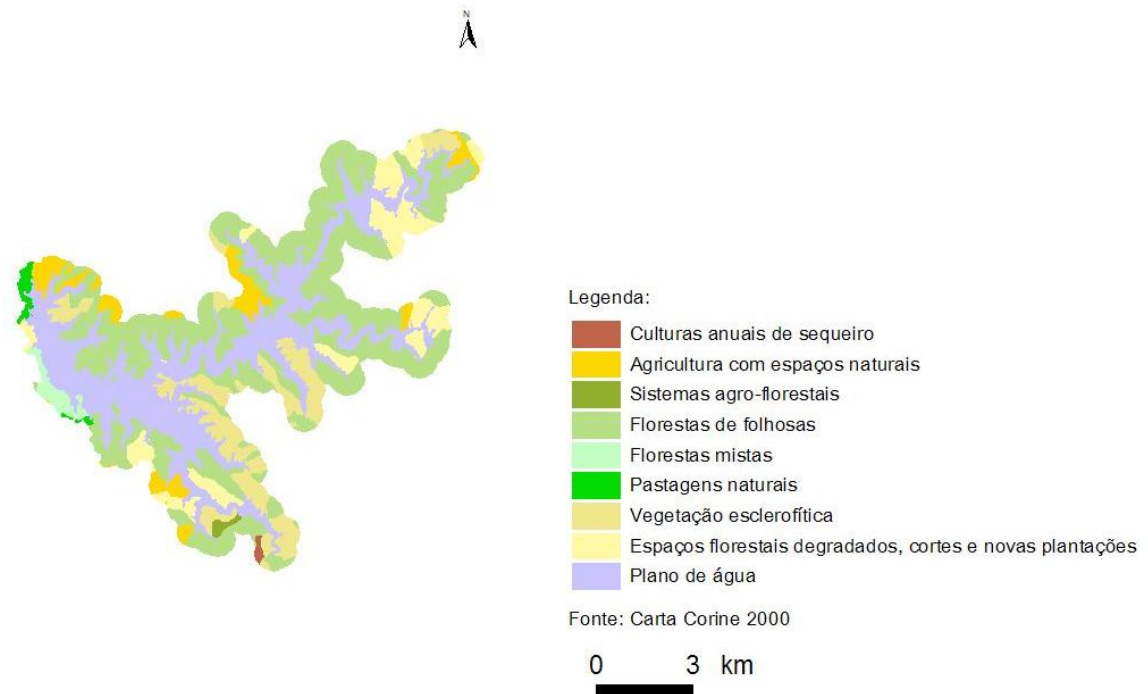 N
Legenda:
Culturas anuais de sequeiro
Agricultura com espaços naturais
Sistemas agro-florestais
Florestas de folhosas
Florestas mistas
Pastagens naturais
Vegetação esclerofítica
Espaços florestais degradados, cortes e novas plantações
Plano de água
Fonte: Carta Corine 2000
0 3 km